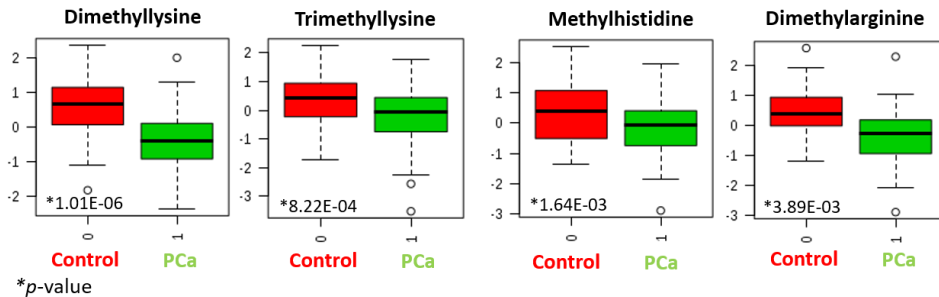 Dimethyllysine
Trimethyllysine
Methylhistidine
Dimethylarginine
2
1
0
-1
-2
*1.01E-06
0
1
Control
PCa
2
1
0
-1
-2
-3
*8.22E-04
0
1
Control
PCa
2
1
0
-1
-2
-3
*1.64E-03
0
1
Control
PCa
2
1
0
-1
-2
-3
*3.89E-03
0
1
Control
PCa
*p-value